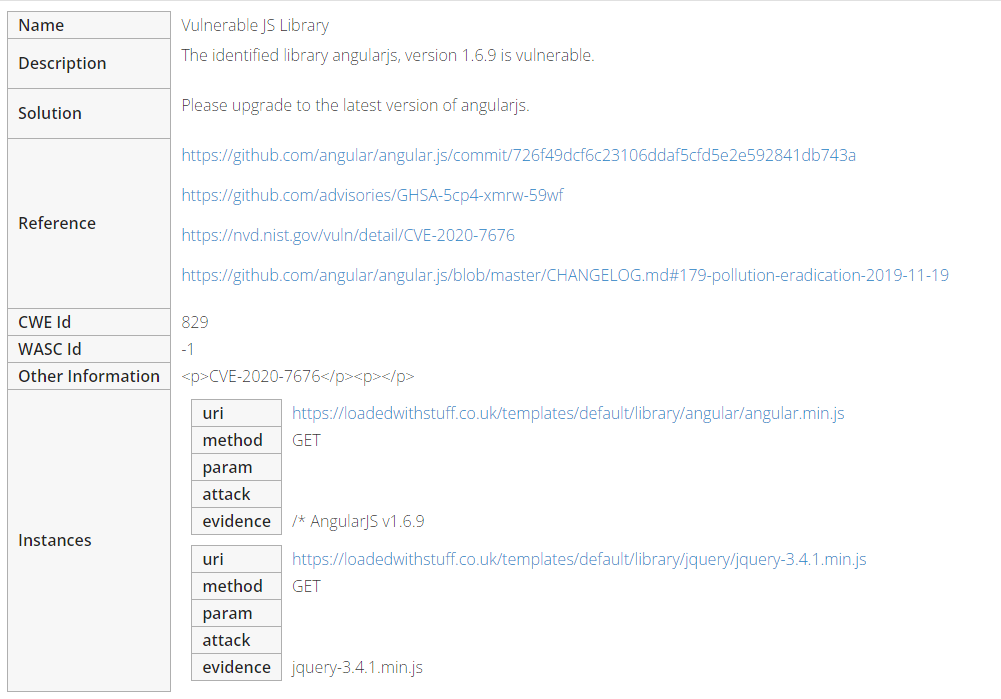 Name Vulnerable JS Library
Description The identified library angularjs, version 1.6.9 is vulnerable.
Solution Please upgrade to the latest version of angularjs.
Reference
https://github.com/angular/angular.js/commit/726f49dcf6c23106ddaf5cfd5e2e592841db743a
https://github.com/advisories/GHSA-5cp4-xmrw-59wf
https://nvd.nist.gov/vuln/detail/CVE-2020-7676
https://github.com/angular/angular.js/blob/master/CHANGELOG.md#179-pollution-eradication-2019-11-19
CWE Id 829
WASC Id -1
Other Information <p>CVE-2020-7676</p><p></p>
Instances
uri https://loadedwithstuff.co.uk/templates/default/library/angular/angular.min.js
method GET
param
attack
evidence /* AngularJS v1.6.9
uri https://loadedwithstuff.co.uk/templates/default/library/jquery/jquery-3.4.1.min.js
method GET
param
attack
evidence jquery-3.4.1.min.js